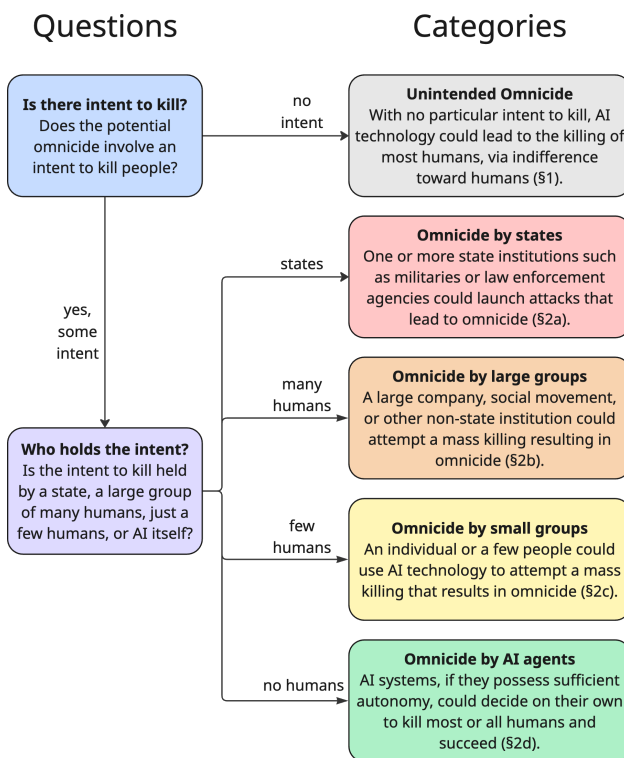 Questions
Categories
Is there intent to kill?
Does the potential
omnicide involve an
intent to kill people?
no
intent
Unintended Omnicide
With no particular intent to kill, AI
technology could lead to the killing of
most humans, via indifference
toward humans (§1).
yes,
some
intent
states
Omnicide by states
One or more state institutions such
as militaries or law enforcement
agencies could launch attacks that
lead to omnicide (§2a).
many
humans
Omnicide by large groups
A large company, social movement,
or other non-state institution could
attempt a mass killing resulting in
omnicide (§2b).
Who holds the intent?
Is the intent to kill held
by a state, a large group
of many humans, just a
few humans, or AI itself?
few
humans
Omnicide by small groups
An individual or a few people could
use AI technology to attempt a mass
killing that results in omnicide (§2c).
no humans
Omnicide by AI agents
AI systems, if they possess sufficient
autonomy, could decide on their own
to kill most or all humans and
succeed (§2d).